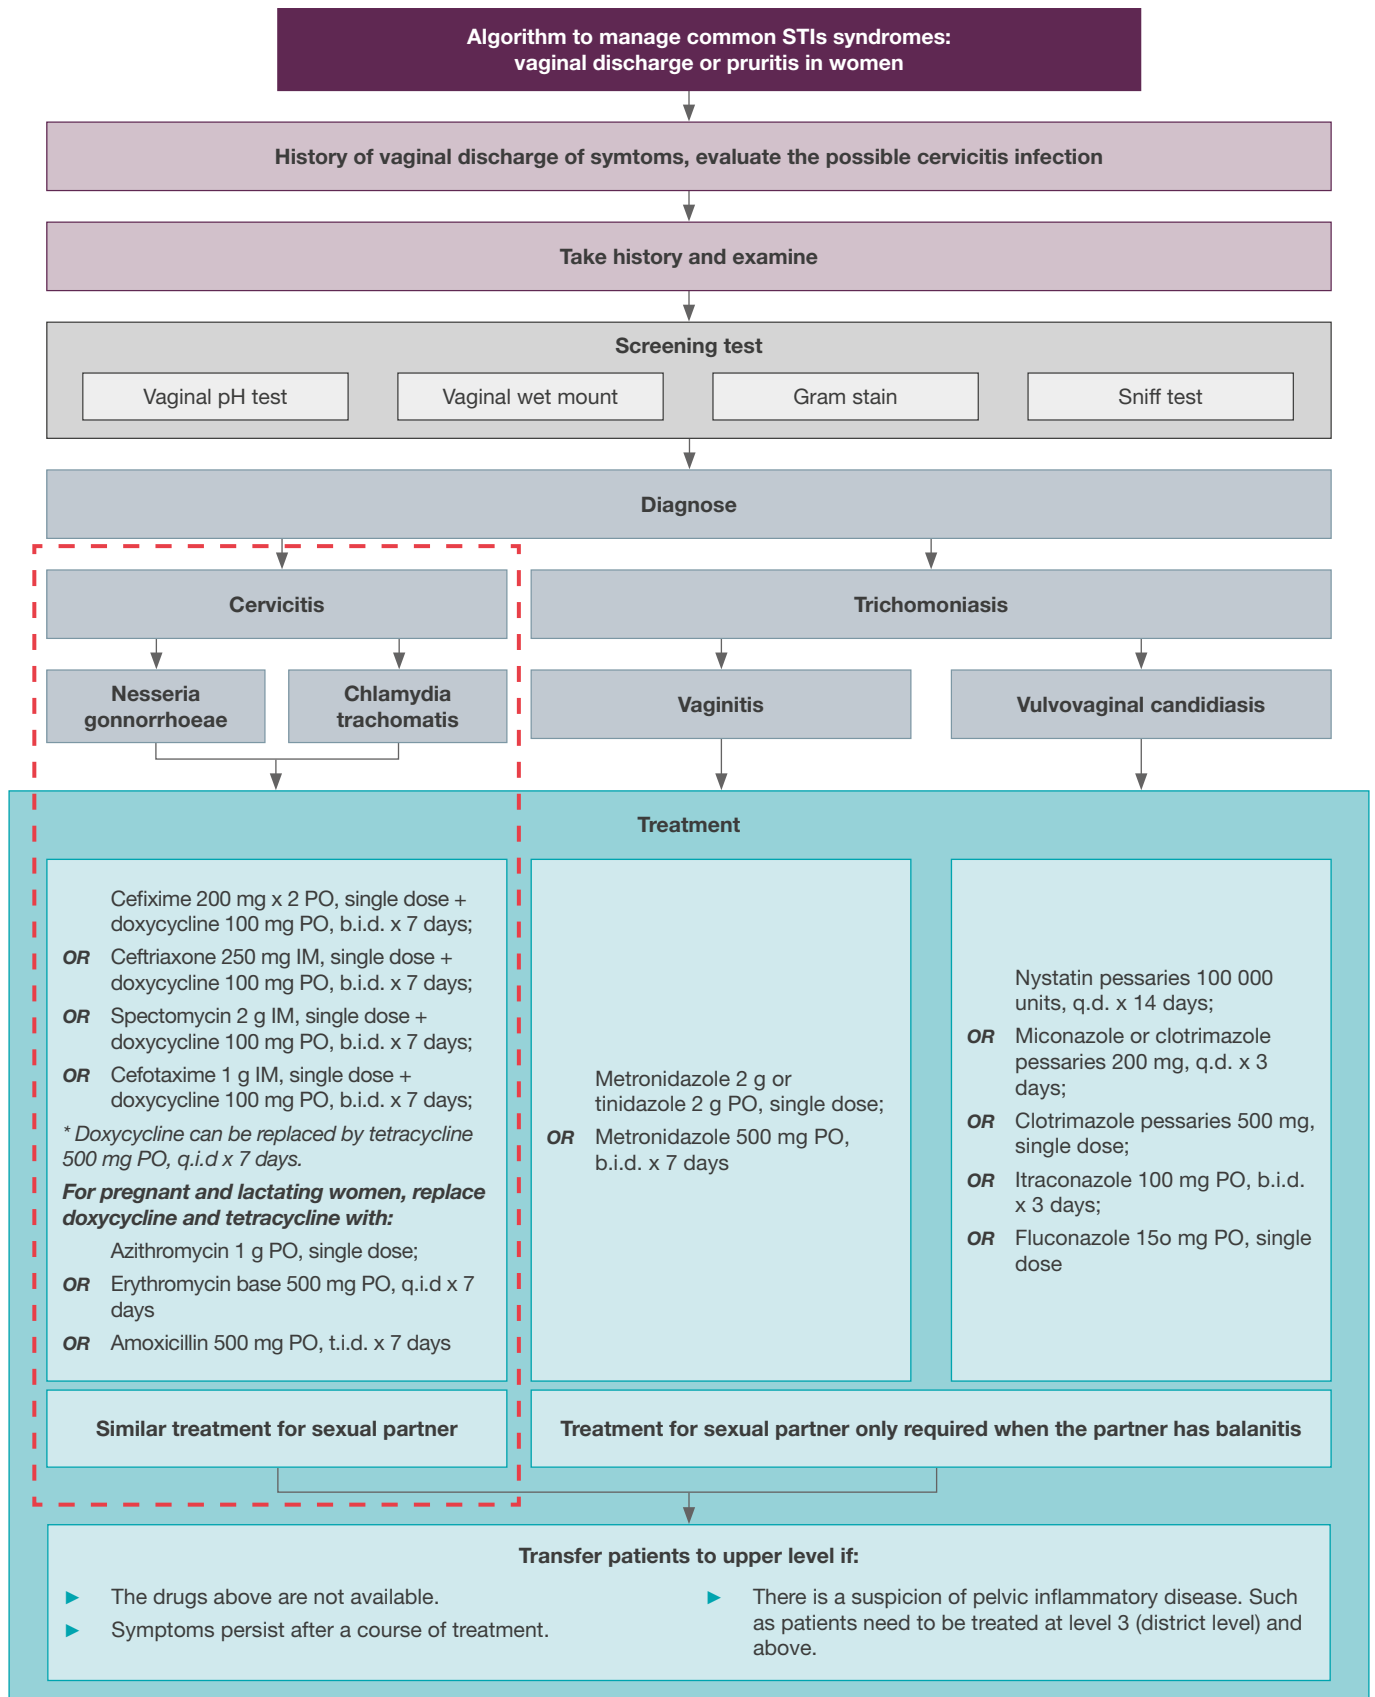 Algorithm to manage common STIs syndromes:
vaginal discharge or pruritis in women
History of vaginal discharge of symtoms, evaluate the possible cervicitis infection
Take history and examine
Screening test
Vaginal pH test
Vaginal wet mount
Gram stain
Sniff test
Diagnose
Cervicitis
Trichomoniasis
Nesseria
gonnorrhoeae
Chlamydia
trachomatis
Vaginitis
Vulvovaginal candidiasis
Treatment
Cefixime 200 mg x 2 PO, single dose +
doxycycline 100 mg PO, b.i.d. x 7 days;
OR Ceftriaxone 250 mg IM, single dose +
doxycycline 100 mg PO, b.i.d. x 7 days;
OR Spectomycin 2 g IM, single dose +
doxycycline 100 mg PO, b.i.d. x 7 days;
OR Cefotaxime 1 g IM, single dose +
doxycycline 100 mg PO, b.i.d. x 7 days;
* Doxycycline can be replaced by tetracycline
500 mg PO, q.i.d x 7 days.
For pregnant and lactating women, replace
doxycycline and tetracycline with:
Azithromycin 1 g PO, single dose;
OR Erythromycin base 500 mg PO, q.i.d x 7
days
OR Amoxicillin 500 mg PO, t.i.d. x 7 days
Metronidazole 2 g or
tinidazole 2 g PO, single dose;
OR Metronidazole 500 mg PO,
b.i.d. x 7 days
Nystatin pessaries 100 000
units, q.d. x 14 days;
OR Miconazole or clotrimazole
pessaries 200 mg, q.d. x 3
days;
OR Clotrimazole pessaries 500 mg,
single dose;
OR Itraconazole 100 mg PO, b.i.d.
x 3 days;
OR Fluconazole 15o mg PO, single
dose
Similar treatment for sexual partner
Treatment for sexual partner only required when the partner has balanitis
Transfer patients to upper level if:
► The drugs above are not available.
► Symptoms persist after a course of treatment.
► There is a suspicion of pelvic inflammatory disease. Such
as patients need to be treated at level 3 (district level) and
above.